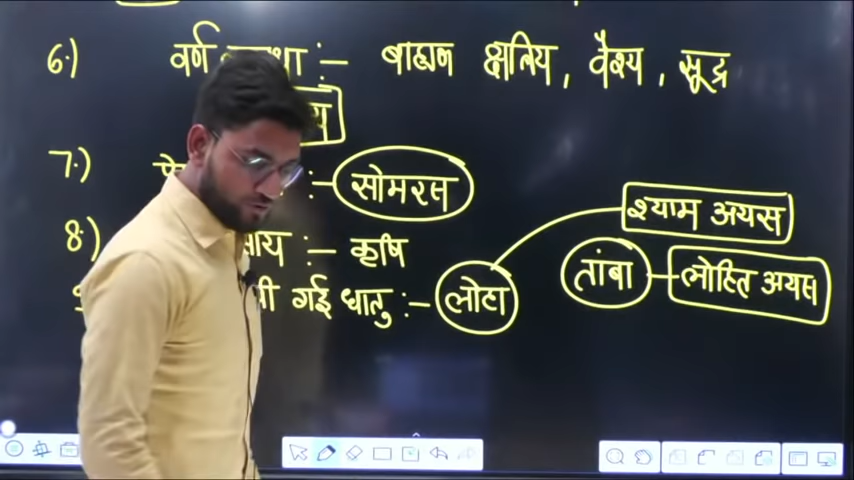 6.) वर्ण :- बाह्मण क्षत्रिय, वैश्य, सूद्र
7.) :- सोमरस
श्याम अयस
8.) :- कृषि
तांबा लोहित अयस
गई धातु :- लोहा